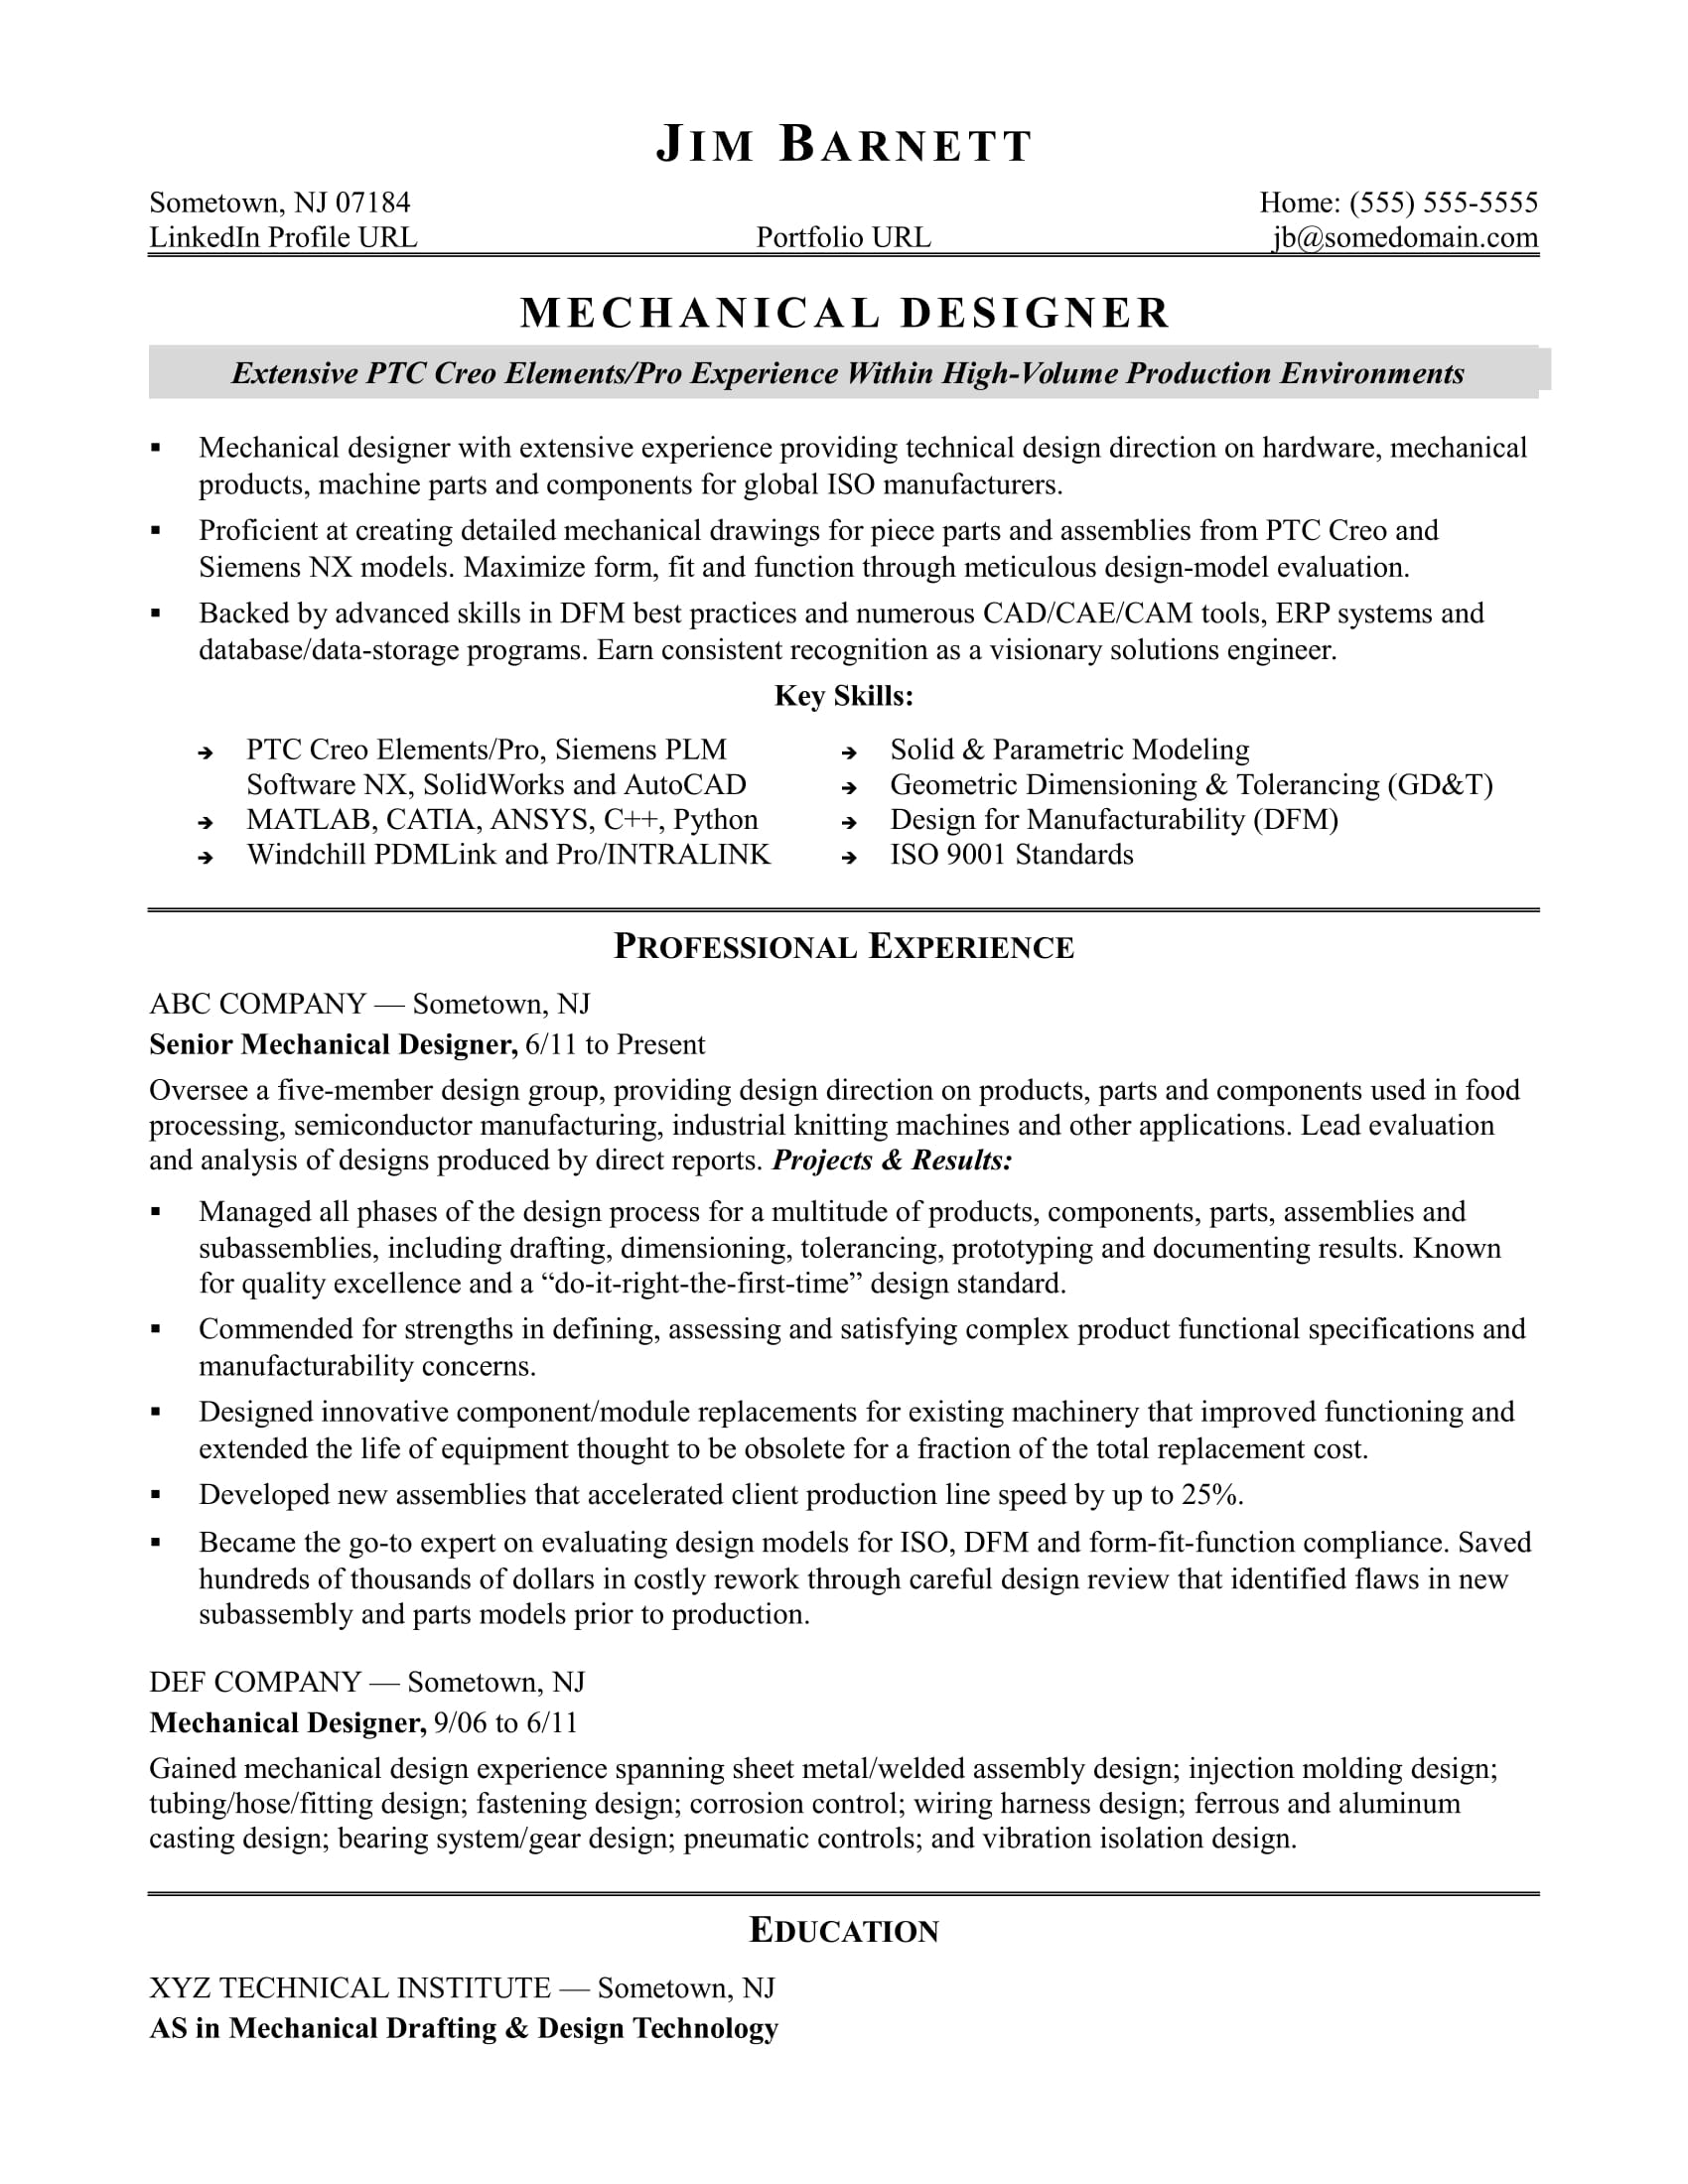 JIM BARNETT
Sometown, NJ 07184 Home: (555) 555-5555
LinkedIn Profile URL Portfolio URL jb@somedomain.com
MECHANICAL DESIGNER
Extensive PTC Creo Elements/Pro Experience Within High-Volume Production Environments
▪ Mechanical designer with extensive experience providing technical design direction on hardware, mechanical
products, machine parts and components for global ISO manufacturers.
▪ Proficient at creating detailed mechanical drawings for piece parts and assemblies from PTC Creo and
Siemens NX models. Maximize form, fit and function through meticulous design-model evaluation.
▪ Backed by advanced skills in DFM best practices and numerous CAD/CAE/CAM tools, ERP systems and
database/data-storage programs. Earn consistent recognition as a visionary solutions engineer.
Key Skills:
➔ PTC Creo Elements/Pro, Siemens PLM
Software NX, SolidWorks and AutoCAD
➔ MATLAB, CATIA, ANSYS, C++, Python
➔ Windchill PDMLink and Pro/INTRALINK
➔ Solid & Parametric Modeling
➔ Geometric Dimensioning & Tolerancing (GD&T)
➔ Design for Manufacturability (DFM)
➔ ISO 9001 Standards
PROFESSIONAL EXPERIENCE
ABC COMPANY — Sometown, NJ
Senior Mechanical Designer, 6/11 to Present
Oversee a five-member design group, providing design direction on products, parts and components used in food
processing, semiconductor manufacturing, industrial knitting machines and other applications. Lead evaluation
and analysis of designs produced by direct reports. Projects & Results:
▪ Managed all phases of the design process for a multitude of products, components, parts, assemblies and
subassemblies, including drafting, dimensioning, tolerancing, prototyping and documenting results. Known
for quality excellence and a “do-it-right-the-first-time” design standard.
▪ Commended for strengths in defining, assessing and satisfying complex product functional specifications and
manufacturability concerns.
▪ Designed innovative component/module replacements for existing machinery that improved functioning and
extended the life of equipment thought to be obsolete for a fraction of the total replacement cost.
▪ Developed new assemblies that accelerated client production line speed by up to 25%.
▪ Became the go-to expert on evaluating design models for ISO, DFM and form-fit-function compliance. Saved
hundreds of thousands of dollars in costly rework through careful design review that identified flaws in new
subassembly and parts models prior to production.
DEF COMPANY — Sometown, NJ
Mechanical Designer, 9/06 to 6/11
Gained mechanical design experience spanning sheet metal/welded assembly design; injection molding design;
tubing/hose/fitting design; fastening design; corrosion control; wiring harness design; ferrous and aluminum
casting design; bearing system/gear design; pneumatic controls; and vibration isolation design.
EDUCATION
XYZ TECHNICAL INSTITUTE — Sometown, NJ
AS in Mechanical Drafting & Design Technology